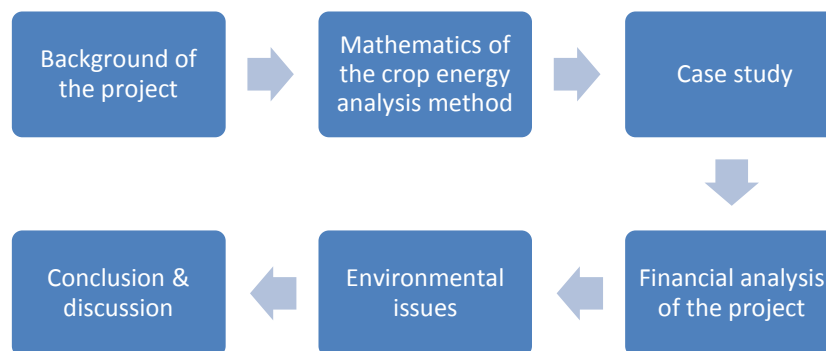 Background of
the project
Mathematics of
the crop energy
analysis method
Case study
Financial analysis
of the project
Environmental
issues
Conclusion &
discussion